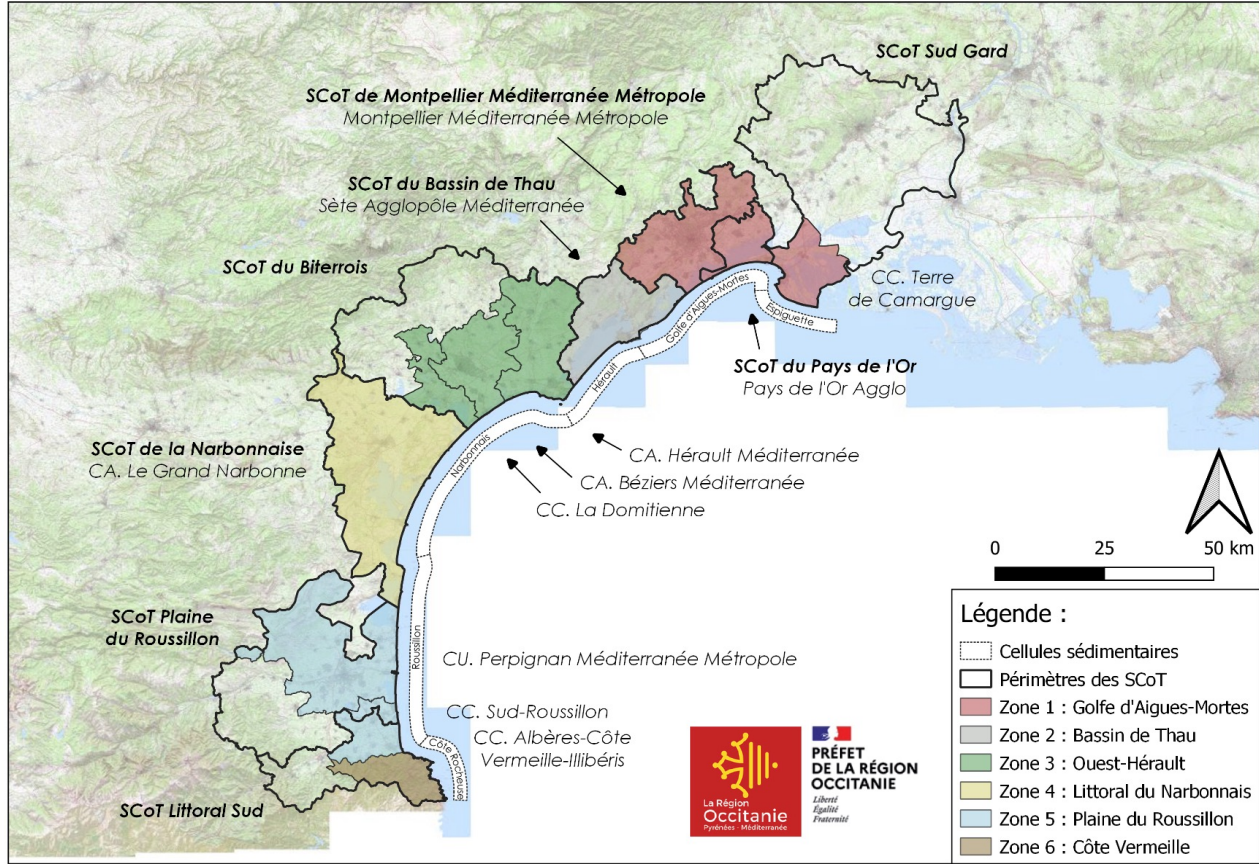 SCoT Sud Gard
SCoT de Montpellier Méditerranée Métropole
Montpellier Méditerranée Métropole
SCoT du Bassin de Thau
Sète Agglopôle Méditerranée
SCoT du Biterrois
CC. Terre
de Camargue
Golfe d'Aigues-Mortes
Espiguette
SCoT du Pays de l'Or
Pays de l'Or Agglo
Hérault
Narbonnais
SCoT de la Narbonnaise
CA. Le Grand Narbonne
CA. Hérault Méditerranée
CA. Béziers Méditerranée
CC. La Domitienne
0 25 50 km
SCoT Plaine
du Roussillon
Roussillon
CU. Perpignan Méditerranée Métropole
CC. Sud-Roussillon
CC. Albères-Côte
Vermeille-Illibéris
Côte Rocheuse
SCoT Littoral Sud
La Région
Occitanie
Pyrénées - Méditerranée
PRÉFET
DE LA RÉGION
OCCITANIE
Liberté
Égalité
Fraternité
Légende :
Cellules sédimentaires
Périmètres des SCoT
Zone 1 : Golfe d'Aigues-Mortes
Zone 2 : Bassin de Thau
Zone 3 : Ouest-Hérault
Zone 4 : Littoral du Narbonnais
Zone 5 : Plaine du Roussillon
Zone 6 : Côte Vermeille